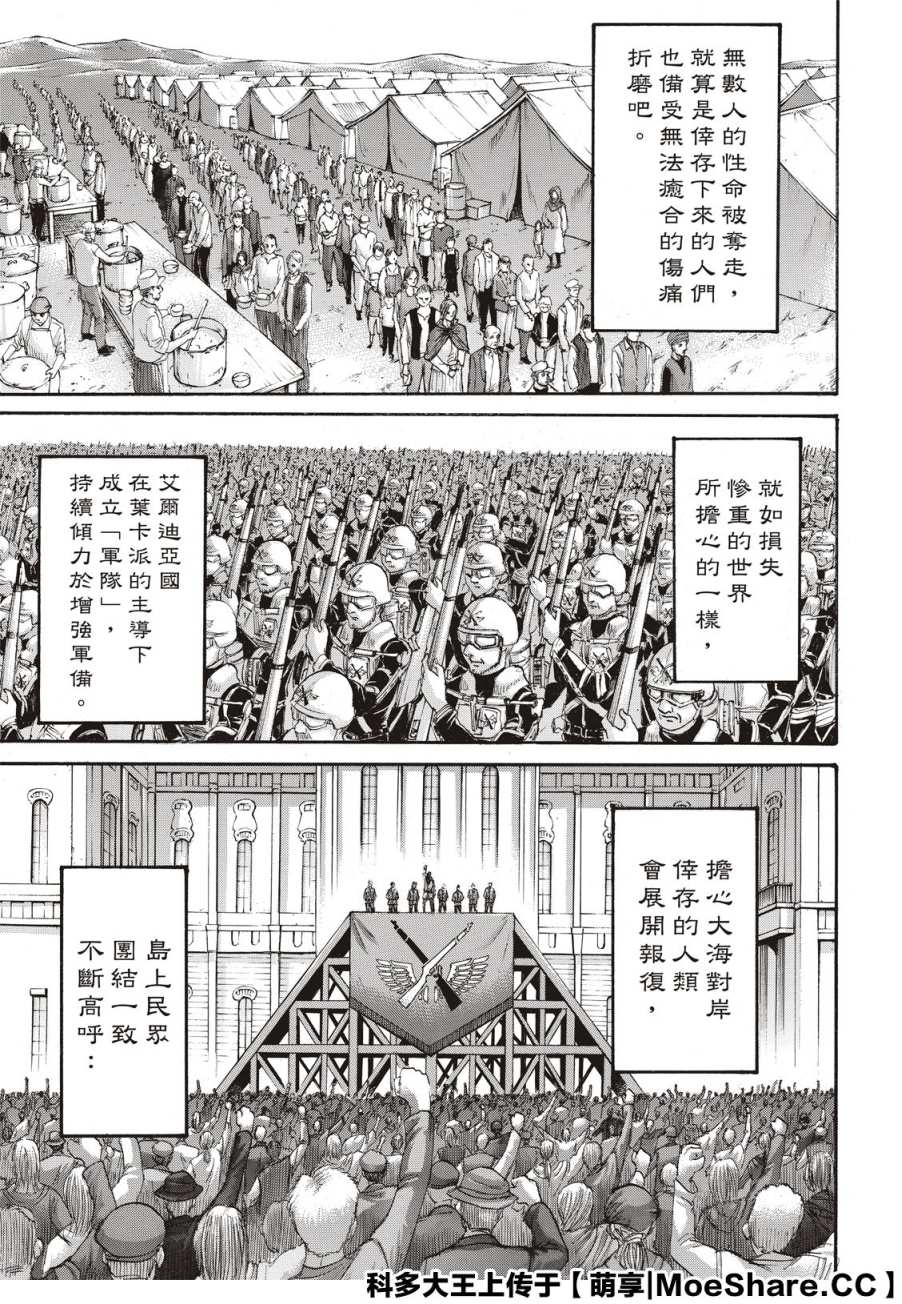 無數人的性命被奪走，
就算是倖存下來的人們
也備受無法癒合的傷痛
折磨吧。
就如損失
慘重的世界
所擔心的一樣，
艾爾迪亞國
在葉卡派的主導下
成立「軍隊」，
持續傾力於增強軍備。
擔心大海對岸
倖存的人類
會展開報復，
島上民眾
團結一致
不斷高呼：
科多大王上传于【萌享|MoeShare.CC】